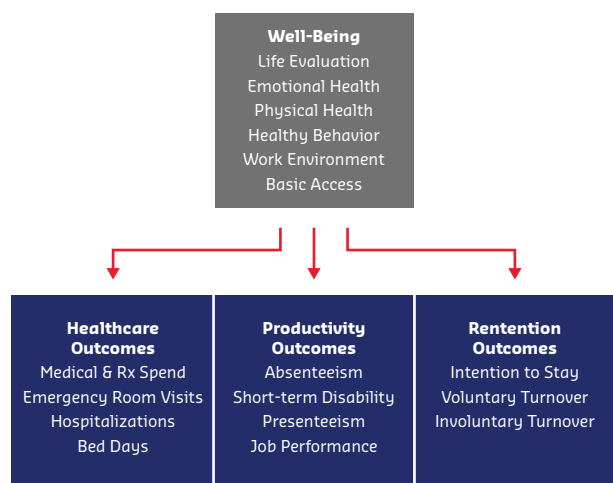 Well-Being
Life Evaluation
Emotional Health
Physical Health
Healthy Behavior
Work Environment
Basic Access
Healthcare
Outcomes
Medical & Rx Spend
Emergency Room Visits
Hospitalizations
Bed Days
Productivity
Outcomes
Absenteeism
Short-term Disability
Presenteeism
Job Performance
Rentention
Outcomes
Intention to Stay
Voluntary Turnover
Involuntary Turnover